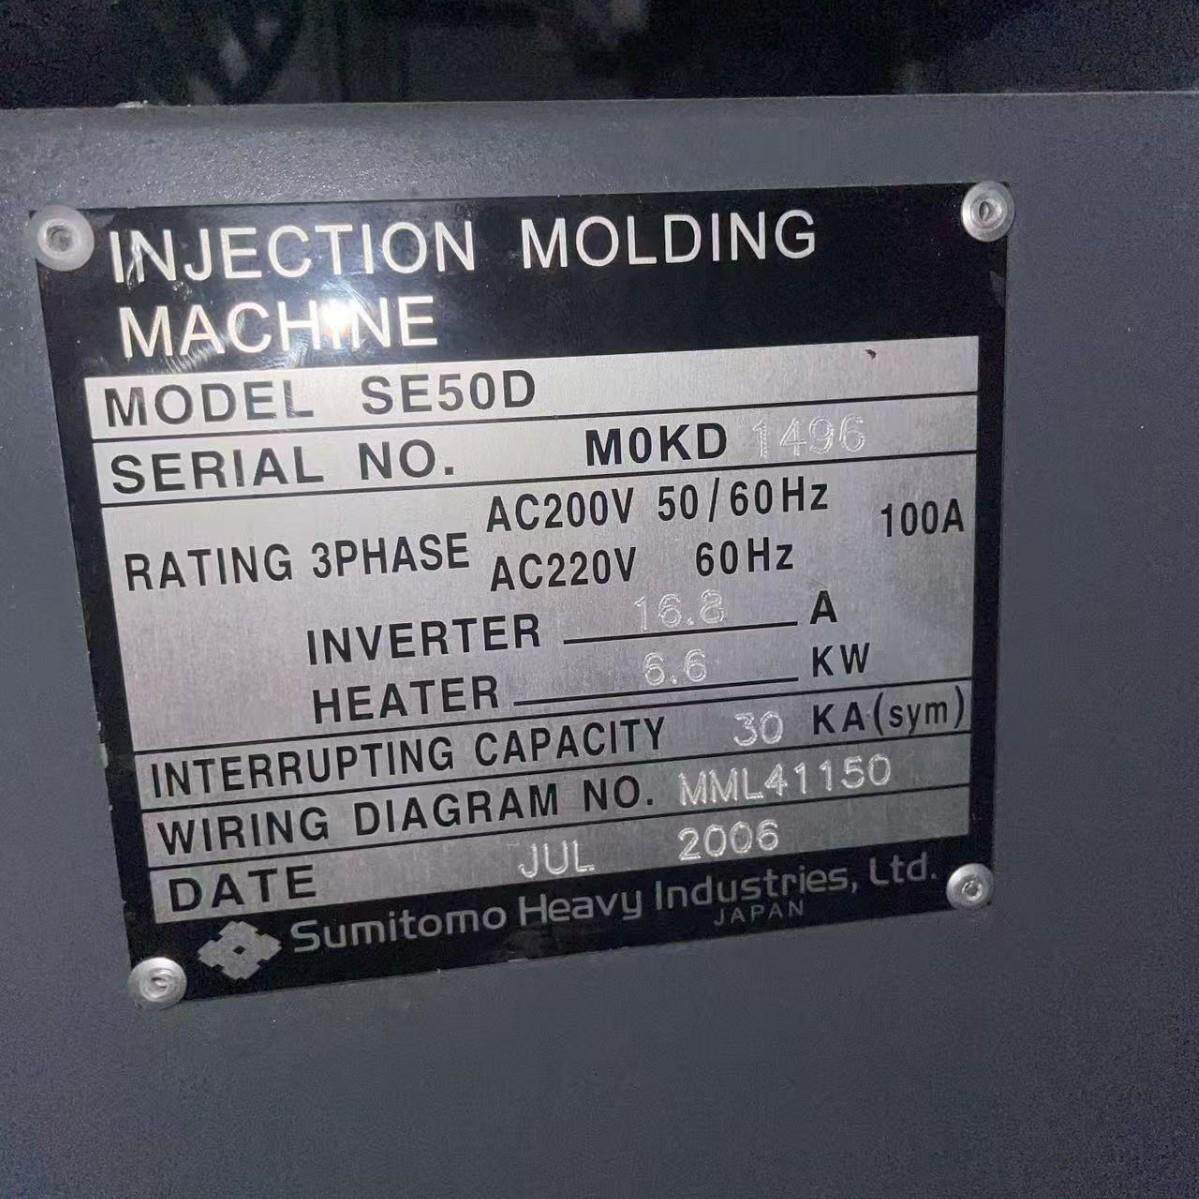 INJECTION MOLDING
MACHINE
MODEL SE50D
SERIAL NO. M0KD 1496
RATING 3PHASE AC200V 50/60Hz 100A
AC220V 60Hz
INVERTER 16.8 A
HEATER 6.6 KW
INTERRUPTING CAPACITY 30 KA(sym)
WIRING DIAGRAM NO. MML41150
DATE JUL 2006
Sumitomo Heavy Industries, Ltd.
JAPAN